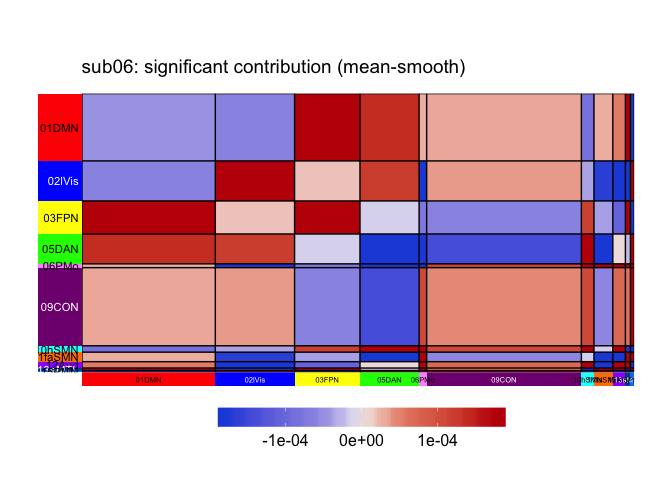 sub06: significant contribution (mean-smooth)
01DMN
02lVis
03FPN
05DAN
06PMo
09CON
01DMN
02lVis
03FPN
05DAN
06PMo
09CON
-1e-04
0e+00
1e-04